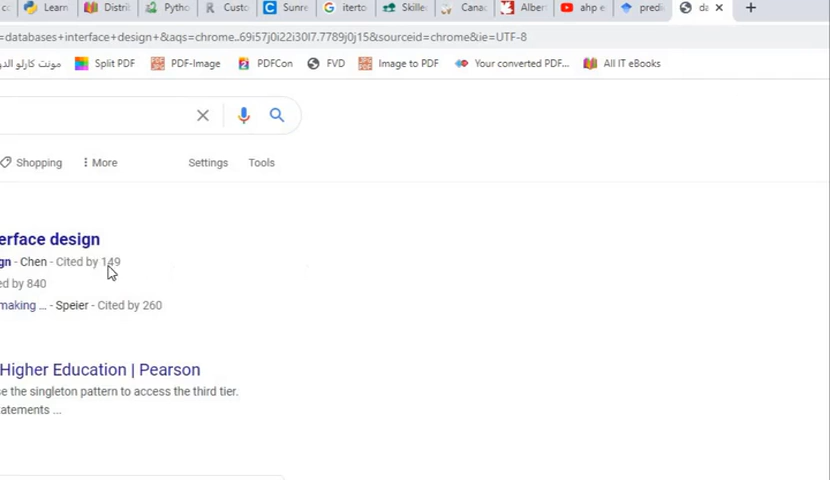 Learn Distri Pytho Custo Sunre iterto Skille Canac Albert ahp e predi da
=databases+interface+design+&aqs=chrome..69i57j0i22i30l7.7789j0j15&sourceid=chrome&ie=UTF-8
مونت كارلو الدو Split PDF PDF-Image PDFCon FVD Image to PDF Your converted PDF... All IT eBooks
Shopping More Settings Tools
erface design
gn - Chen - Cited by 149
ed by 840
making ... - Speier - Cited by 260
Higher Education | Pearson
se the singleton pattern to access the third tier.
atements ...